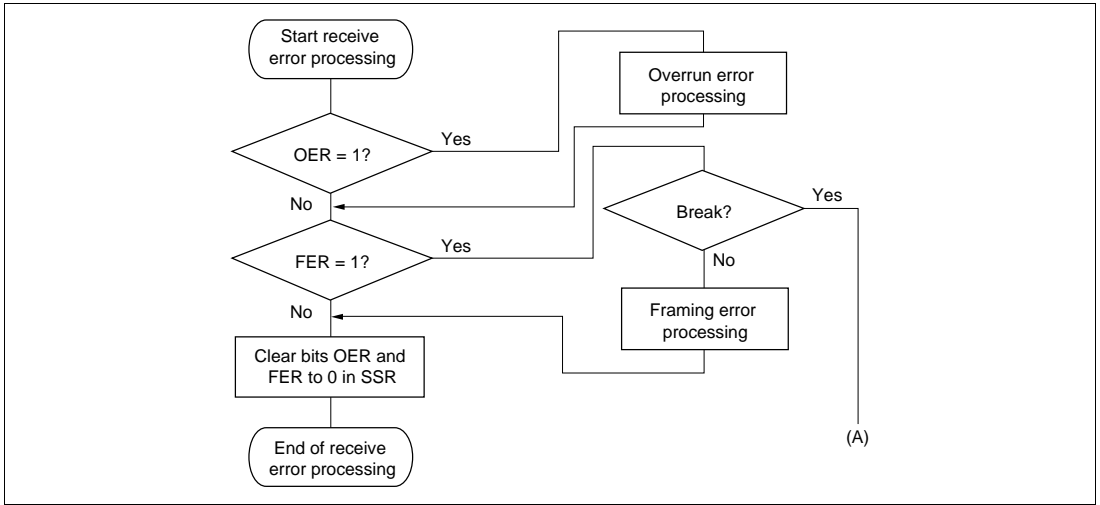 Start receive
error processing
Overrun error
processing
Yes
OER = 1?
No
Yes
Break?
Yes
FER = 1?
No
No
Framing error
processing
Clear bits OER and
FER to 0 in SSR
(A)
End of receive
error processing